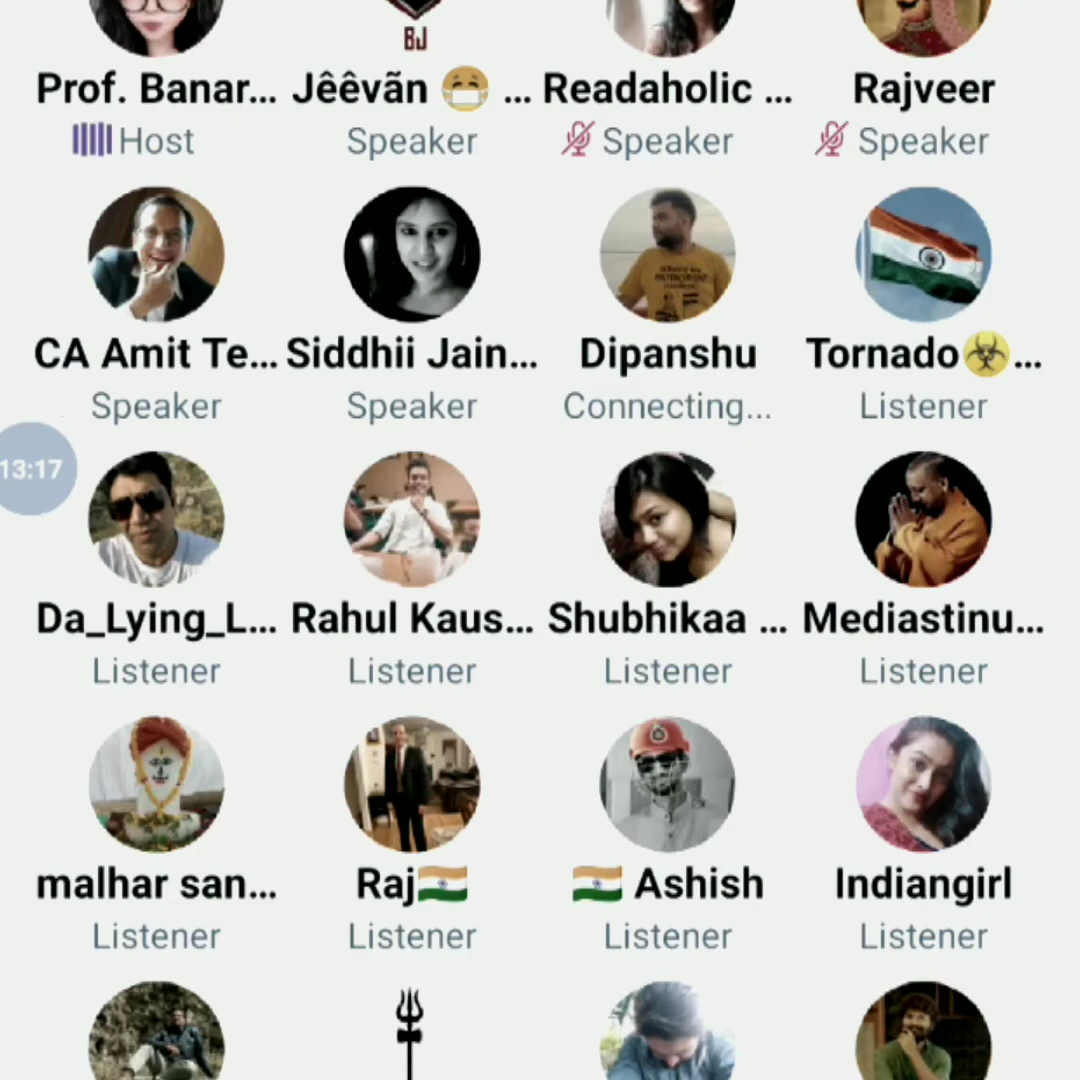 BJ
Prof. Banar... Jêêvãn 😷 ... Readaholic ... Rajveer
Host Speaker Speaker Speaker
CA Amit Te... Siddhii Jain... Dipanshu Tornado☣️...
Speaker Speaker Connecting... Listener
13:17
Da_Lying_L... Rahul Kaus... Shubhikaa ... Mediastinu...
Listener Listener Listener Listener
malhar san... Raj🇮🇳 🇮🇳 Ashish Indiangirl
Listener Listener Listener Listener